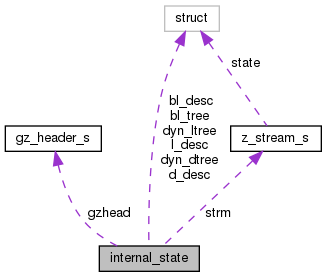 struct
state
bl_desc
bl_tree
dyn_ltree
l_desc
dyn_dtree
d_desc
gz_header_s
z_stream_s
gzhead
strm
internal_state